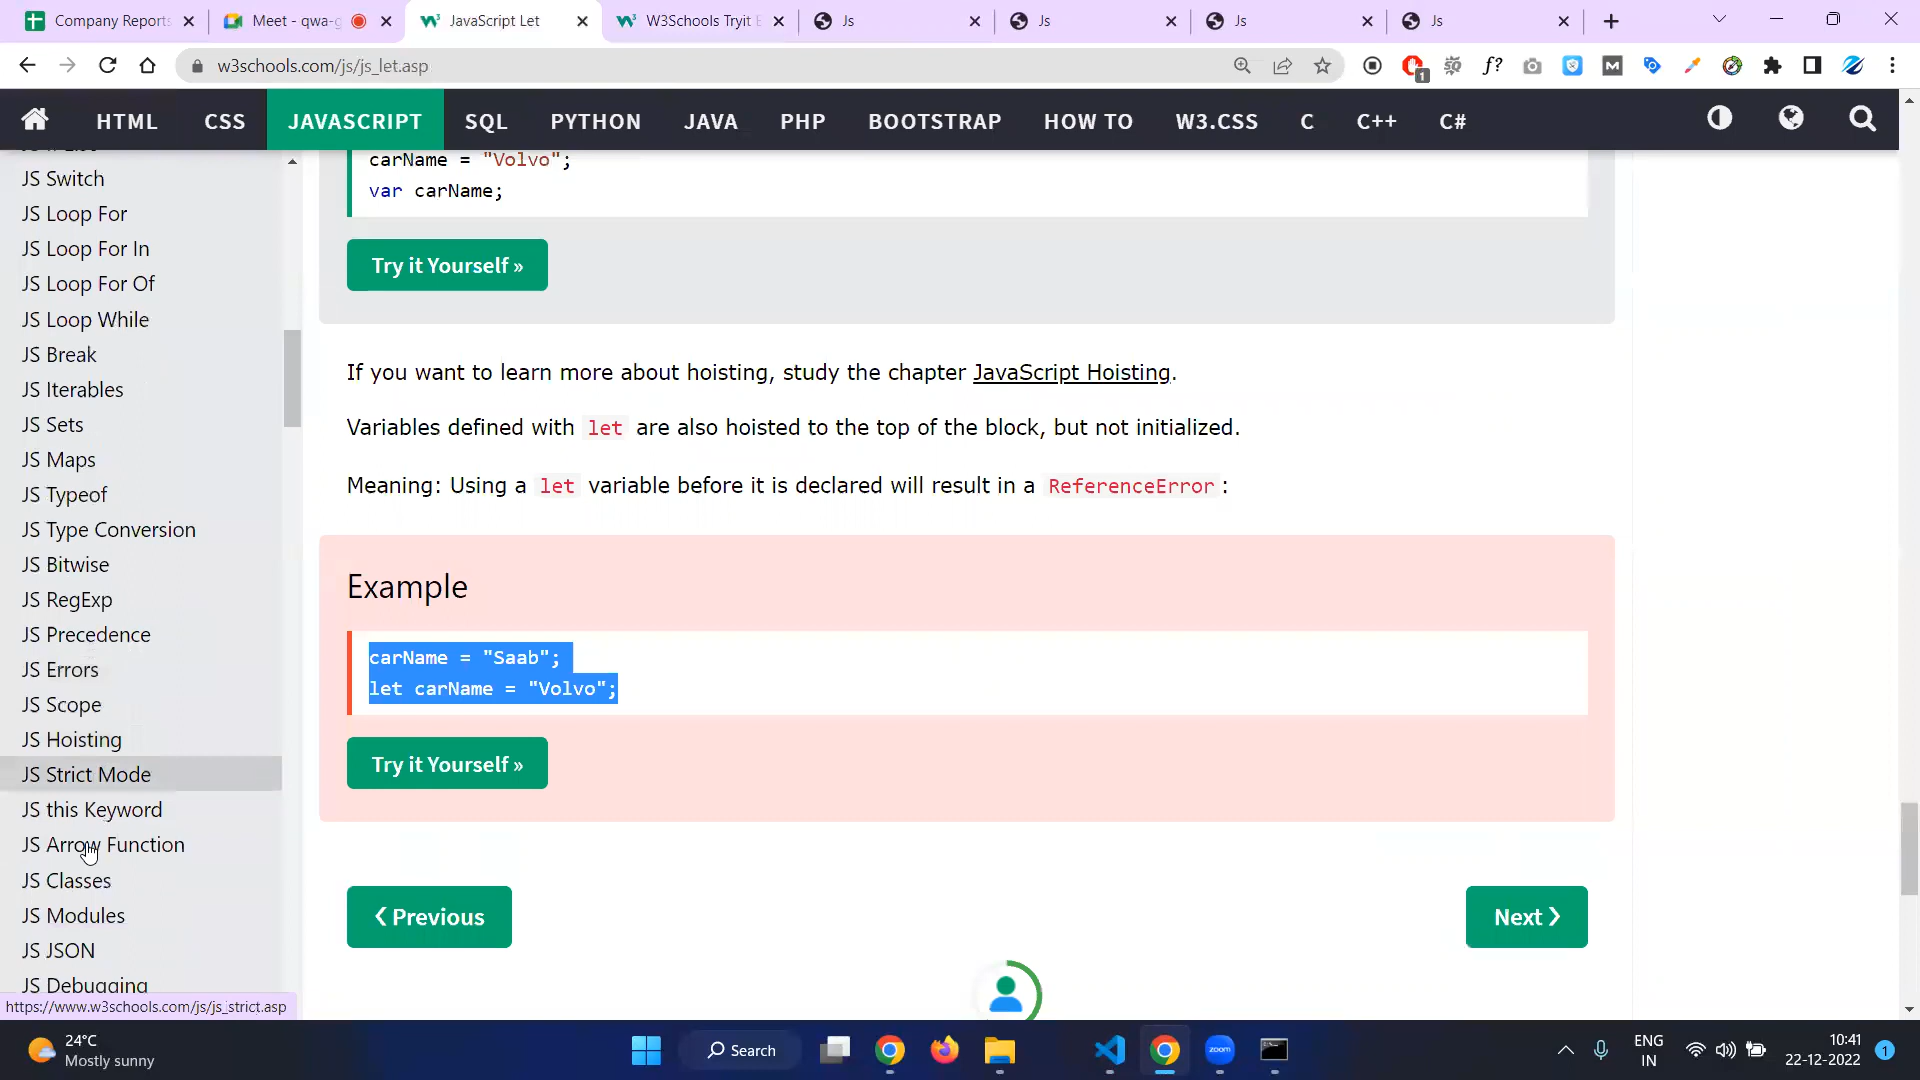 Company Reports
Meet - qwa-g
JavaScript Let
W3Schools Tryit E
Js
Js
Js
Js
w3schools.com/js/js_let.asp
1
f?
M
HTML
CSS
JAVASCRIPT
SQL
PYTHON
JAVA
PHP
BOOTSTRAP
HOW TO
W3.CSS
C
C++
C#
JS Switch
JS Loop For
JS Loop For In
JS Loop For Of
JS Loop While
JS Break
JS Iterables
JS Sets
JS Maps
JS Typeof
JS Type Conversion
JS Bitwise
JS RegExp
JS Precedence
JS Errors
JS Scope
JS Hoisting
JS Strict Mode
JS this Keyword
JS Arrow Function
JS Classes
JS Modules
JS JSON
JS Debugging
https://www.w3schools.com/js/js_strict.asp
carName = "Volvo";
var carName;
Try it Yourself »
If you want to learn more about hoisting, study the chapter JavaScript Hoisting.
Variables defined with let are also hoisted to the top of the block, but not initialized.
Meaning: Using a let variable before it is declared will result in a ReferenceError:
Example
carName = "Saab";
let carName = "Volvo";
Try it Yourself »
❮ Previous
Next ❯
24°C
Mostly sunny
Search
zoom
ENG
IN
10:41
22-12-2022
1